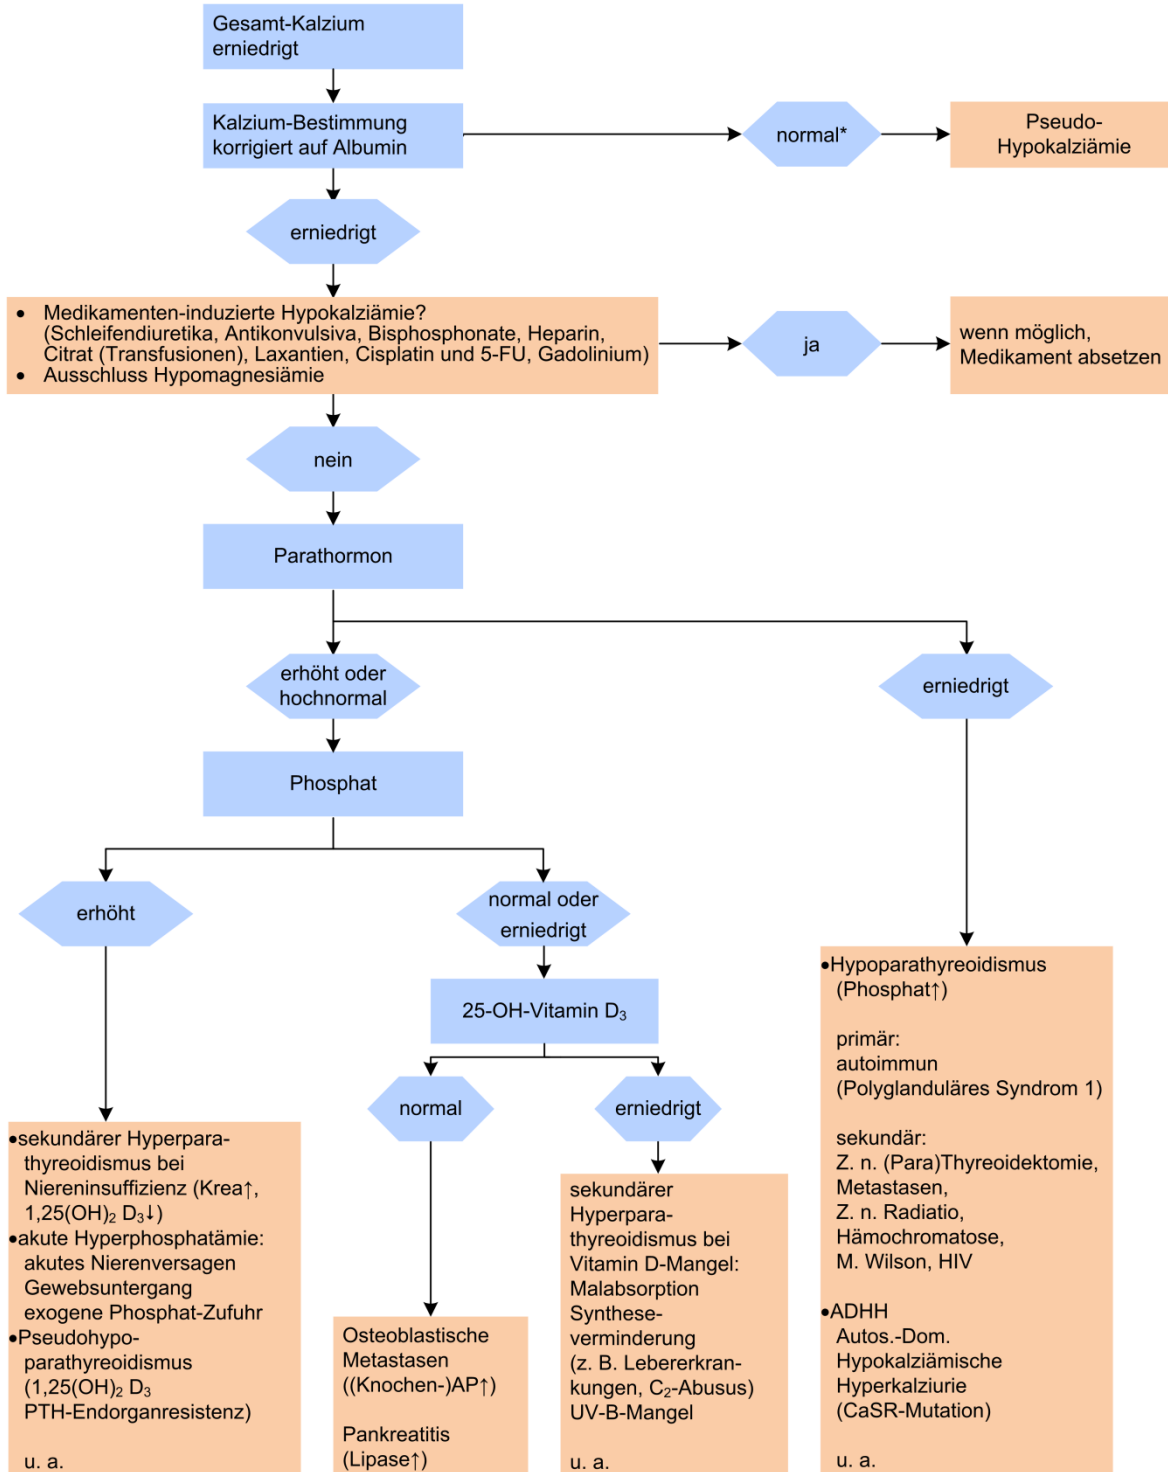 Gesamt-Kalzium
erniedrigt
Kalzium-Bestimmung
korrigiert auf Albumin
normal*
Pseudo-
Hypokalziämie
erniedrigt
• Medikamenten-induzierte Hypokalziämie?
(Schleifendiuretika, Antikonvulsiva, Bisphosphonate, Heparin,
Citrat (Transfusionen), Laxantien, Cisplatin und 5-FU, Gadolinium)
• Ausschluss Hypomagnesiämie
ja
wenn möglich,
Medikament absetzen
nein
Parathormon
erhöht oder
hochnormal
erniedrigt
Phosphat
erhöht
normal oder
erniedrigt
25-OH-Vitamin D₃
normal
erniedrigt
•sekundärer Hyperpara-
thyreoidismus bei
Niereninsuffizienz (Krea↑,
1,25(OH)₂ D₃↓)
•akute Hyperphosphatämie:
akutes Nierenversagen
Gewebsuntergang
exogene Phosphat-Zufuhr
•Pseudohypo-
parathyreoidismus
(1,25(OH)₂ D₃
PTH-Endorganresistenz)
u. a.
Osteoblastische
Metastasen
((Knochen-)AP↑)
Pankreatitis
(Lipase↑)
sekundärer
Hyperpara-
thyreoidismus bei
Vitamin D-Mangel:
Malabsorption
Synthese-
verminderung
(z. B. Lebererkran-
kungen, C₂-Abusus)
UV-B-Mangel
u. a.
•Hypoparathyreoidismus
(Phosphat↑)
primär:
autoimmun
(Polyglanduläres Syndrom 1)
sekundär:
Z. n. (Para)Thyreoidektomie,
Metastasen,
Z. n. Radiatio,
Hämochromatose,
M. Wilson, HIV
•ADHH
Autos.-Dom.
Hypokalziämische
Hyperkalziurie
(CaSR-Mutation)
u. a.